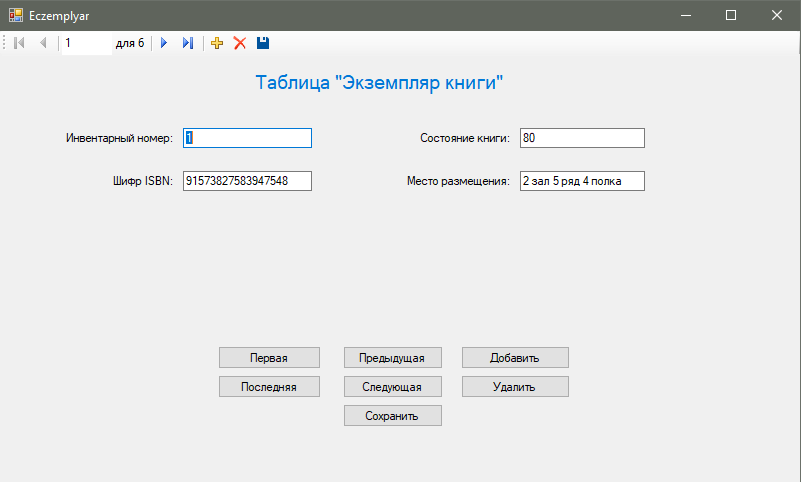 Eczemplyar
1 для 6
Таблица "Экземпляр книги"
Инвентарный номер: 1 Состояние книги: 80
Шифр ISBN: 91573827583947548 Место размещения: 2 зал 5 ряд 4 полка
Первая Предыдущая Добавить
Последняя Следующая Удалить
Сохранить